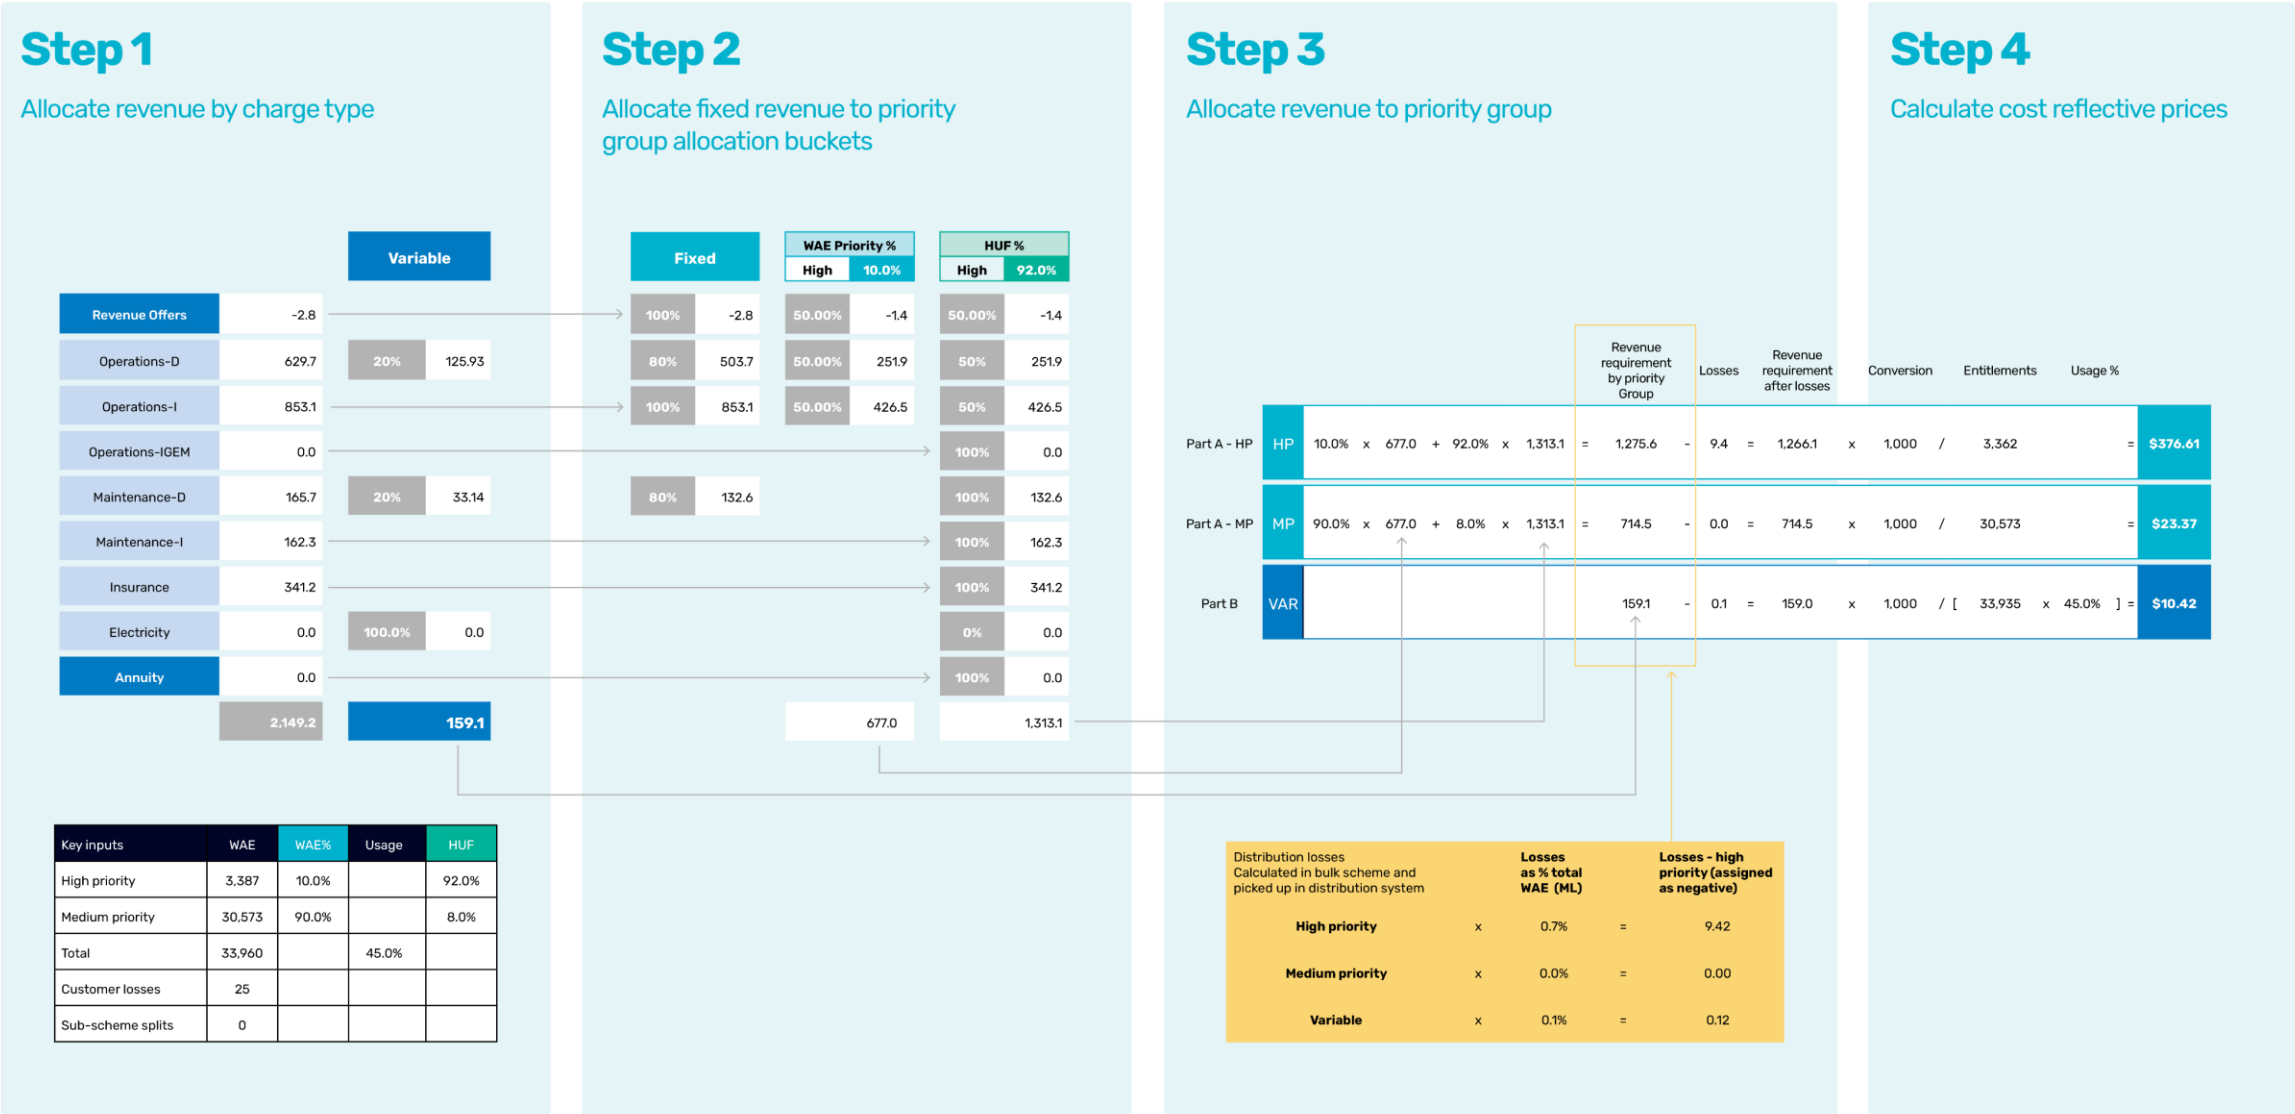 Step 1
Allocate revenue by charge type
Variable
Revenue Offers -2.8
Operations-D 629.7 20% 125.93
Operations-I 853.1
Operations-IGEM 0.0
Maintenance-D 165.7 20% 33.14
Maintenance-I 162.3
Insurance 341.2
Electricity 0.0 100.0% 0.0
Annuity 0.0
2,149.2 159.1
Key inputs WAE WAE% Usage HUF
High priority 3,387 10.0% 92.0%
Medium priority 30,573 90.0% 8.0%
Total 33,960 45.0%
Customer losses 25
Sub-scheme splits 0
Step 2
Allocate fixed revenue to priority
group allocation buckets
Fixed
WAE Priority %
High 10.0%
HUF %
High 92.0%
100% -2.8 50.00% -1.4 50.00% -1.4
80% 503.7 50.00% 251.9 50% 251.9
100% 853.1 50.00% 426.5 50% 426.5
100% 0.0
80% 132.6 100% 132.6
100% 162.3
100% 341.2
0% 0.0
100% 0.0
677.0 1,313.1
Step 3
Allocate revenue to priority group
Step 4
Calculate cost reflective prices
Revenue
requirement
by priority
Group
Losses
Revenue
requirement
after losses
Conversion
Entitlements
Usage %
Part A - HP HP 10.0% x 677.0 + 92.0% x 1,313.1 = 1,275.6 - 9.4 = 1,266.1 x 1,000 / 3,362 = $376.61
Part A - MP MP 90.0% x 677.0 + 8.0% x 1,313.1 = 714.5 - 0.0 = 714.5 x 1,000 / 30,573 = $23.37
Part B VAR 159.1 - 0.1 = 159.0 x 1,000 / [ 33,935 x 45.0% ] = $10.42
Distribution losses
Calculated in bulk scheme and
picked up in distribution system
Losses
as % total
WAE (ML)
Losses - high
priority (assigned
as negative)
High priority x 0.7% = 9.42
Medium priority x 0.0% = 0.00
Variable x 0.1% = 0.12